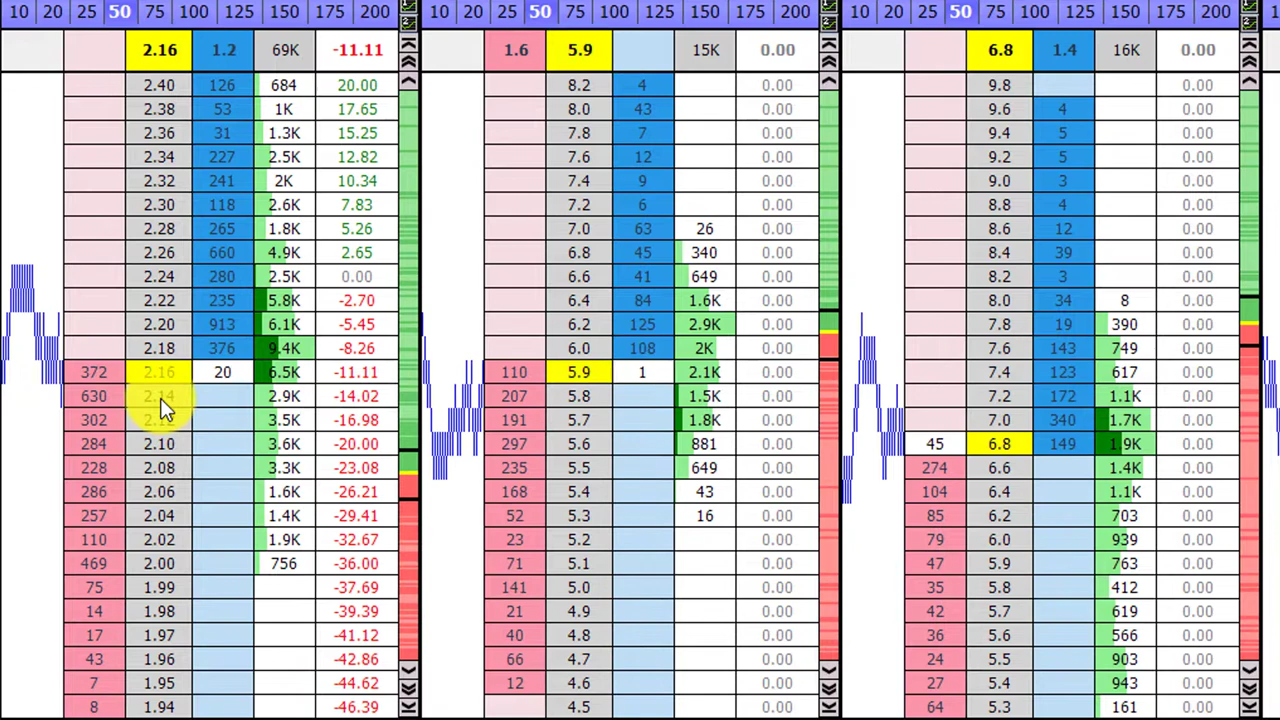 10 20 25 50 75 100 125 150 175 200 10 20 25 50 75 100 125 150 175 200 10 20 25 50 75 100 125 150 175 200
2.16 1.2 69K -11.11 1.6 5.9 15K 0.00 6.8 1.4 16K 0.00
2.40 126 684 20.00 8.2 4 0.00 9.8 0.00
2.38 53 1K 17.65 8.0 43 0.00 9.6 4 0.00
2.36 31 1.3K 15.25 7.8 7 0.00 9.4 5 0.00
2.34 227 2.5K 12.82 7.6 12 0.00 9.2 5 0.00
2.32 241 2K 10.34 7.4 9 0.00 9.0 3 0.00
2.30 118 2.6K 7.83 7.2 6 0.00 8.8 4 0.00
2.28 265 1.8K 5.26 7.0 63 26 0.00 8.6 12 0.00
2.26 660 4.9K 2.65 6.8 45 340 0.00 8.4 39 0.00
2.24 280 2.5K 0.00 6.6 41 649 0.00 8.2 3 0.00
2.22 235 5.8K -2.70 6.4 84 1.6K 0.00 8.0 34 8 0.00
2.20 913 6.1K -5.45 6.2 125 2.9K 0.00 7.8 19 390 0.00
2.18 376 9.4K -8.26 6.0 108 2K 0.00 7.6 143 749 0.00
372 2.16 20 6.5K -11.11 110 5.9 1 2.1K 0.00 7.4 123 617 0.00
630 2.14 2.9K -14.02 207 5.8 1.5K 0.00 7.2 172 1.1K 0.00
302 3.5K -16.98 191 5.7 1.8K 0.00 7.0 340 1.7K 0.00
284 2.10 3.6K -20.00 297 5.6 881 0.00 45 6.8 149 1.9K 0.00
228 2.08 3.3K -23.08 235 5.5 649 0.00 274 6.6 1.4K 0.00
286 2.06 1.6K -26.21 168 5.4 43 0.00 104 6.4 1.1K 0.00
257 2.04 1.4K -29.41 52 5.3 16 0.00 85 6.2 703 0.00
110 2.02 1.9K -32.67 23 5.2 0.00 79 6.0 939 0.00
469 2.00 756 -36.00 71 5.1 0.00 47 5.9 763 0.00
75 1.99 -37.69 141 5.0 0.00 35 5.8 412 0.00
14 1.98 -39.39 21 4.9 0.00 42 5.7 619 0.00
17 1.97 -41.12 40 4.8 0.00 36 5.6 566 0.00
43 1.96 -42.86 66 4.7 0.00 24 5.5 903 0.00
7 1.95 -44.62 12 4.6 0.00 27 5.4 943 0.00
8 1.94 -46.39 4.5 0.00 64 5.3 161 0.00